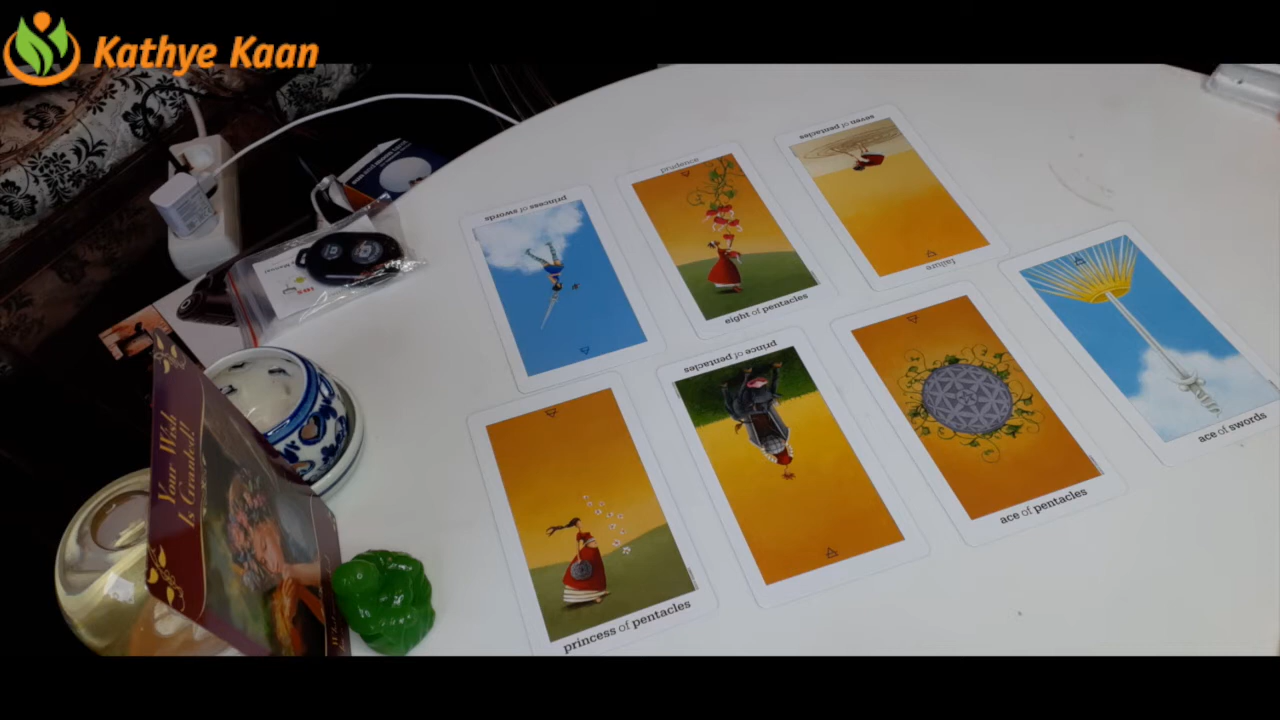 Kathye Kaan
princess of swords
prudence
eight of pentacles
seven of pentacles
failure
princess of pentacles
prince of pentacles
ace of pentacles
ace of swords
Your Wish
Is Granted!!